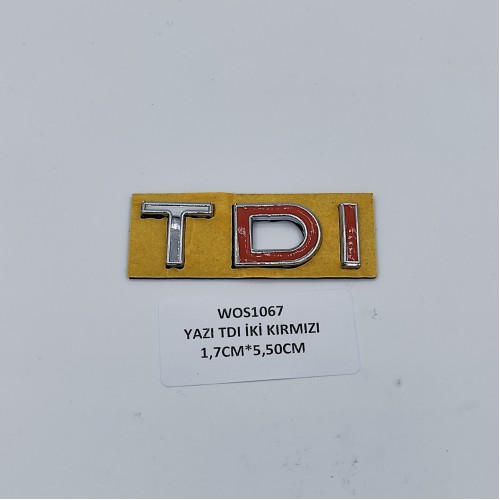 TDI
WOS1067
YAZI TDI İKİ KIRMIZI
1,7CM*5,50CM